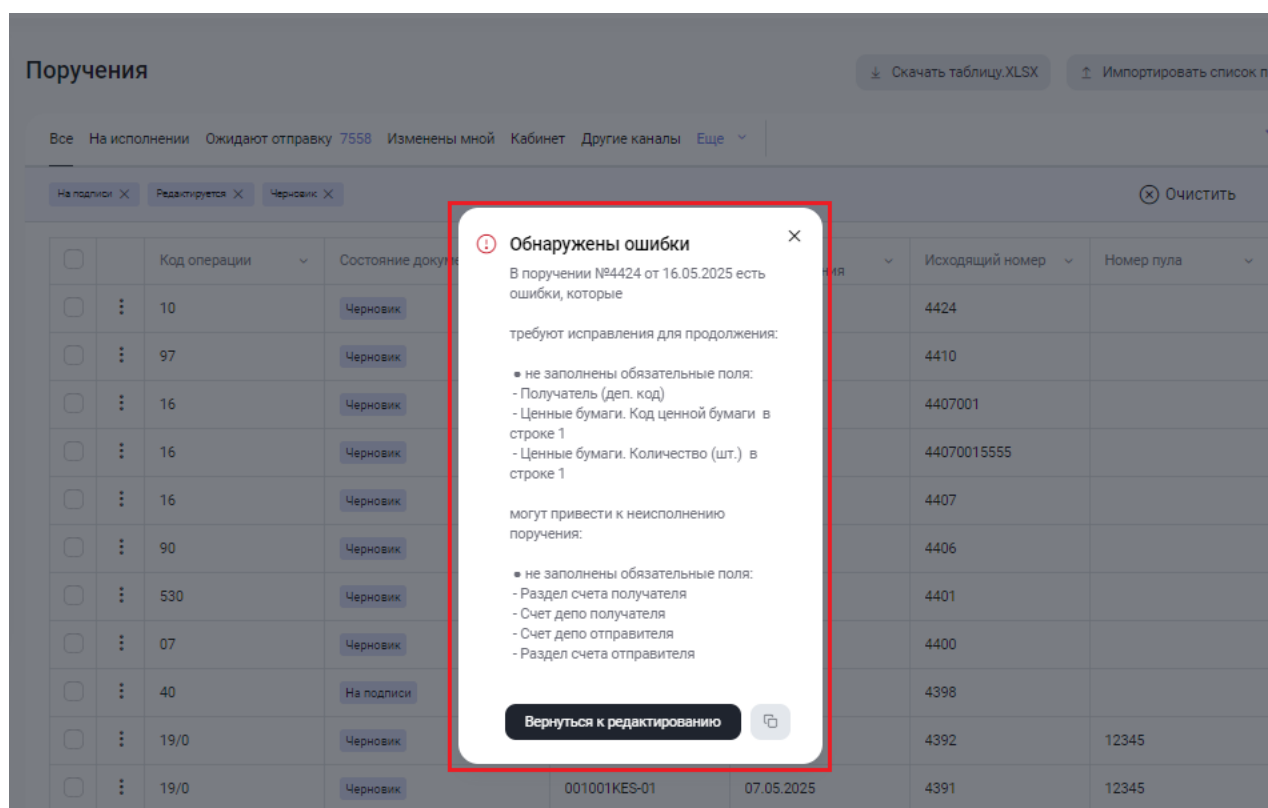 Поручения
Скачать таблицу.XLSX
Импортировать список п
Все На исполнении Ожидают отправку 7558 Изменены мной Кабинет Другие каналы Еще
На подписи Редактируется Черновик
Очистить
Код операции Состояние докуме ния Исходящий номер Номер пула
10 Черновик 4424
97 Черновик 4410
16 Черновик 4407001
16 Черновик 44070015555
16 Черновик 4407
90 Черновик 4406
530 Черновик 4401
07 Черновик 4400
40 На подписи 4398
19/0 Черновик 4392 12345
19/0 Черновик 001001KES-01 07.05.2025 4391 12345
Обнаружены ошибки
В поручении №4424 от 16.05.2025 есть
ошибки, которые
требуют исправления для продолжения:
● не заполнены обязательные поля:
- Получатель (деп. код)
- Ценные бумаги. Код ценной бумаги в
строке 1
- Ценные бумаги. Количество (шт.) в
строке 1
могут привести к неисполнению
поручения:
● не заполнены обязательные поля:
- Раздел счета получателя
- Счет депо получателя
- Счет депо отправителя
- Раздел счета отправителя
Вернуться к редактированию